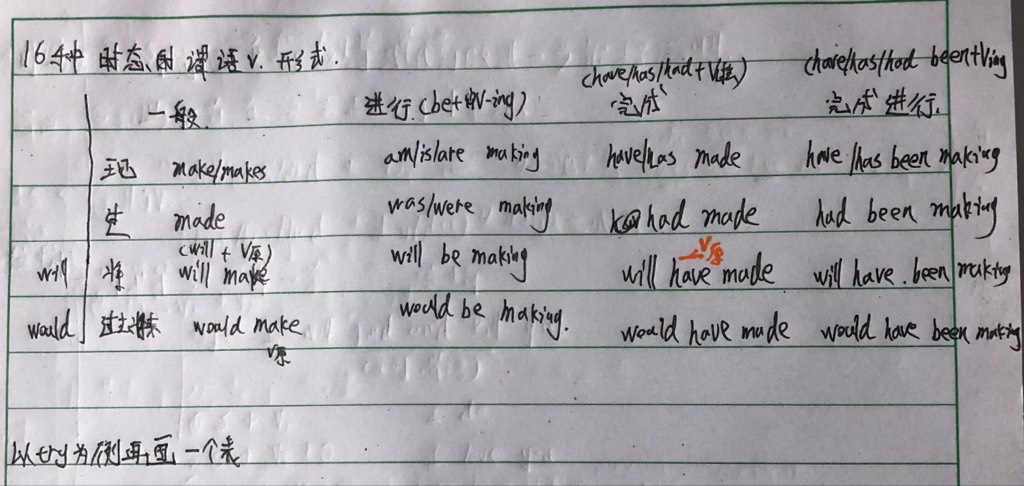 16种时态的谓语v.形式.
一般 进行(be+V-ing) (have/has/had+V过) 完成 (have/has/had been+Ving 完成进行.
现 make/makes am/is/are making have/has made have/has been making
过 made was/were making had made had been making
(will + V原) V原
will 将 will make will be making will have made will have been making
would 过去将来 would make would be making. would have made would have been making
V原
以try为例再画一个表